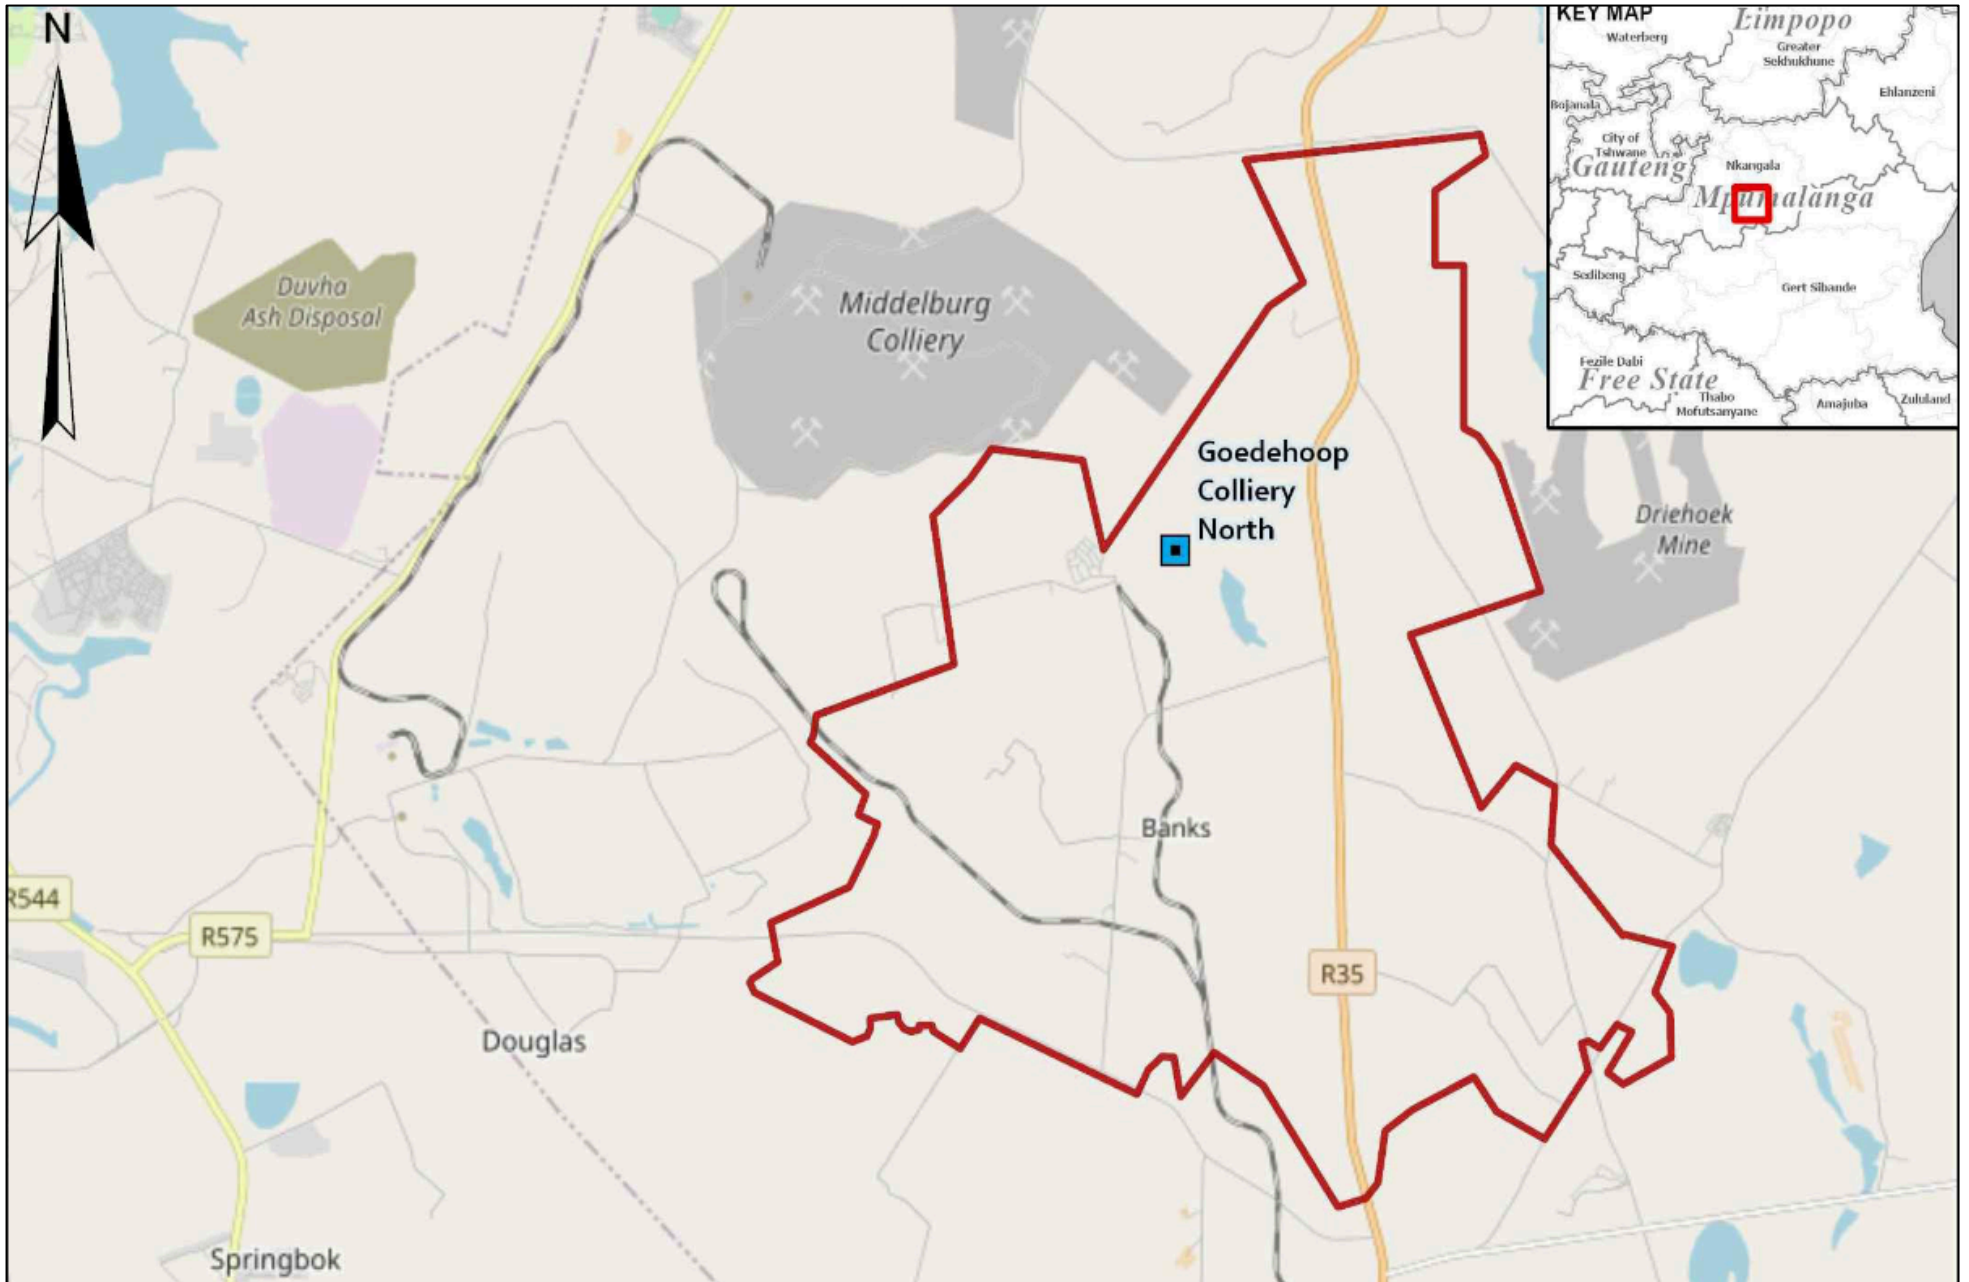 N
KEY MAP
Limpopo
Waterberg
Greater
Sekhukhune
Ehlanzeni
Bojanala
City of
Tshwane
Gauteng
Nkangala
Mpumalanga
Sedibeng
Gert Sibande
Fezile Dabi
Free State
Thabo
Mofutsanyane
Amajuba
Zululand
Duvha
Ash Disposal
Middelburg
Colliery
Goedehoop
Colliery
North
Driehoek
Mine
Banks
R544
R575
R35
Douglas
Springbok